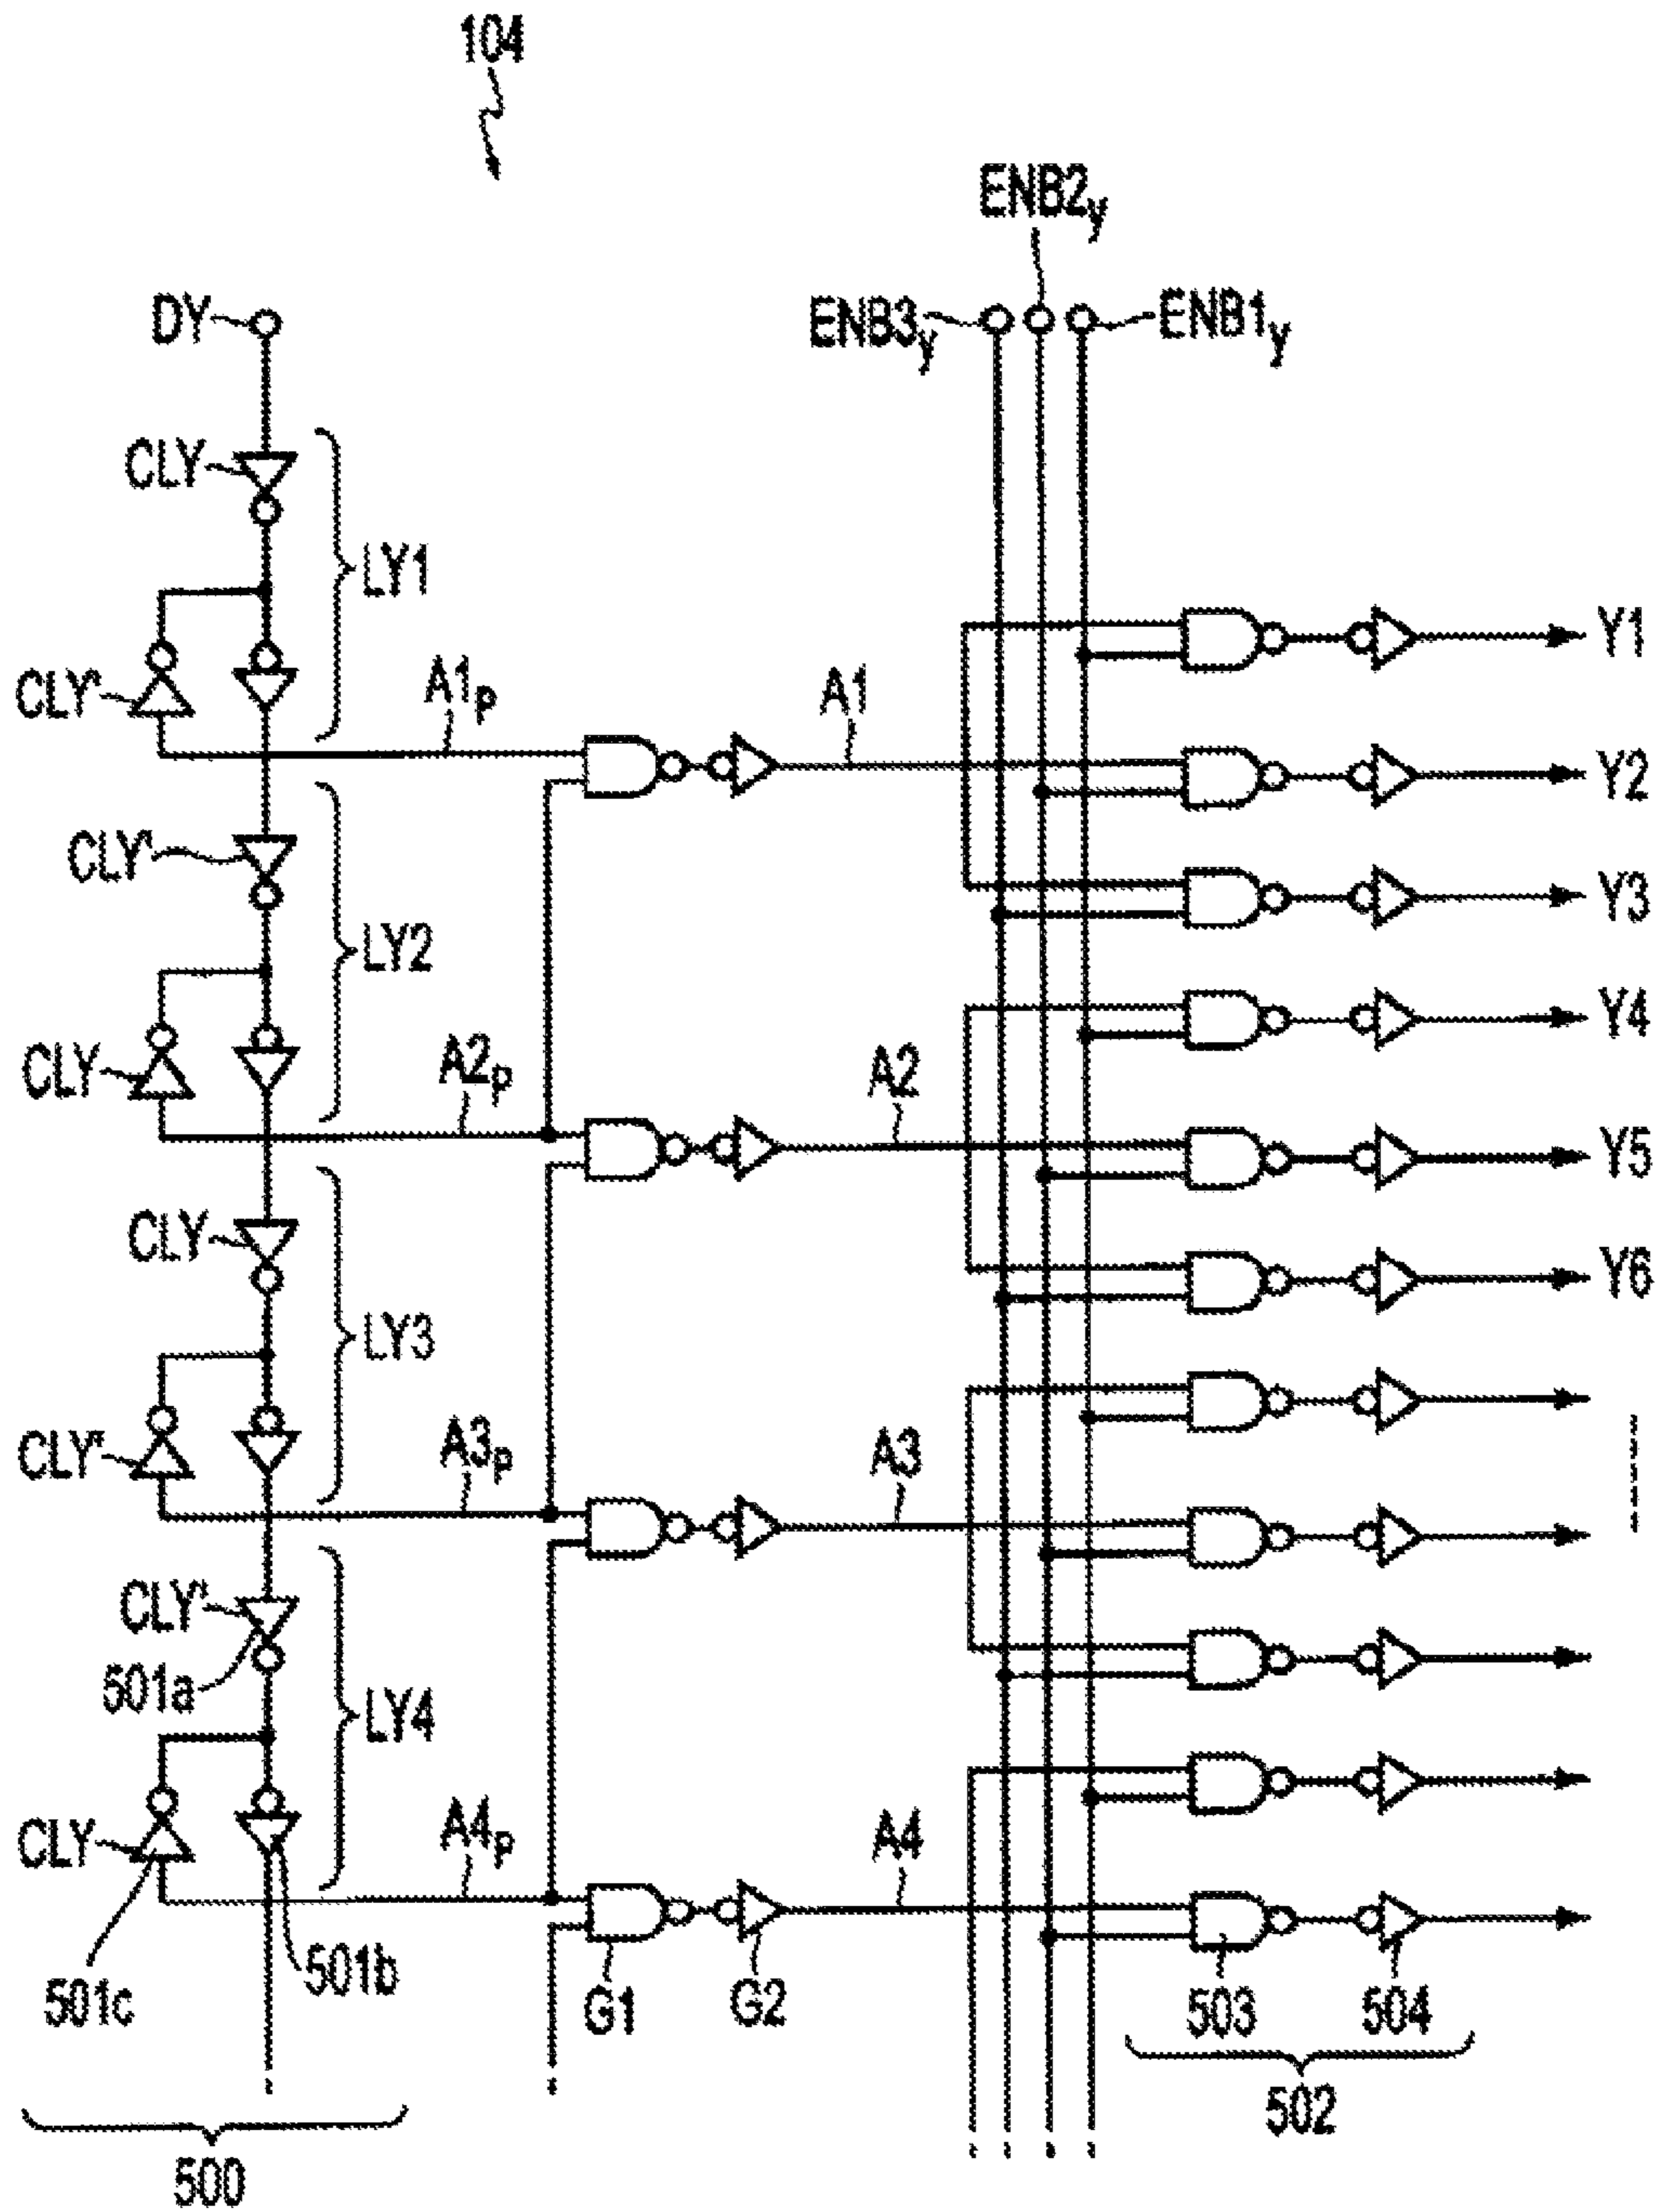 104
ENB2y
DY
ENB3y
ENB1y
CLY
LY1
Y1
CLY'
A1p
A1
Y2
CLY'
Y3
LY2
Y4
CLY
A2p
A2
Y5
CLY
Y6
LY3
CLY'
A3p
A3
CLY'
501a
LY4
CLY
A4p
A4
501c
501b
G1
G2
503
504
502
500